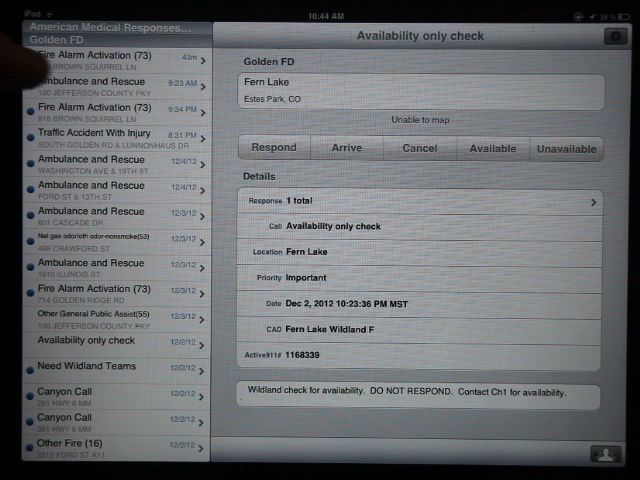 iPod
10:44 AM
31%
American Medical Responses...
Golden FD
Fire Alarm Activation (73)
43m
BROWN SQUIRREL LN
Ambulance and Rescue
9:23 AM
100 JEFFERSON COUNTY PKY
Fire Alarm Activation (73)
9:34 PM
818 BROWN SQUIRREL LN
Traffic Accident With Injury
8:31 PM
SOUTH GOLDEN RD & LUNNONHAUS DR
Ambulance and Rescue
12/4/12
WASHINGTON AVE & 19TH ST
Ambulance and Rescue
12/4/12
FORD ST & 13TH ST
Ambulance and Rescue
12/3/12
601 CASCADE DR
Nat gas odor/oth odor-nonsmoke(53)
12/3/12
468 CRAWFORD ST
Ambulance and Rescue
12/3/12
1610 ILLINOIS ST
Fire Alarm Activation (73)
12/3/12
714 GOLDEN RIDGE RD
Other General Public Assist(55)
12/3/12
100 JEFFERSON COUNTY PKY
Availability only check
12/2/12
Need Wildland Teams
12/2/12
Canyon Call
12/2/12
261 HWY 6 MM
Canyon Call
12/2/12
261 HWY 6 MM
Other Fire (16)
12/2/12
2212 FORD ST A11
Availability only check
Golden FD
Fern Lake
Estes Park, CO
Unable to map
Respond Arrive Cancel Available Unavailable
Details
Response 1 total
Call Availability only check
Location Fern Lake
Priority Important
Date Dec 2, 2012 10:23:36 PM MST
CAD Fern Lake Wildland F
Active911# 1168339
Wildland check for availability. DO NOT RESPOND. Contact Ch1 for availability.